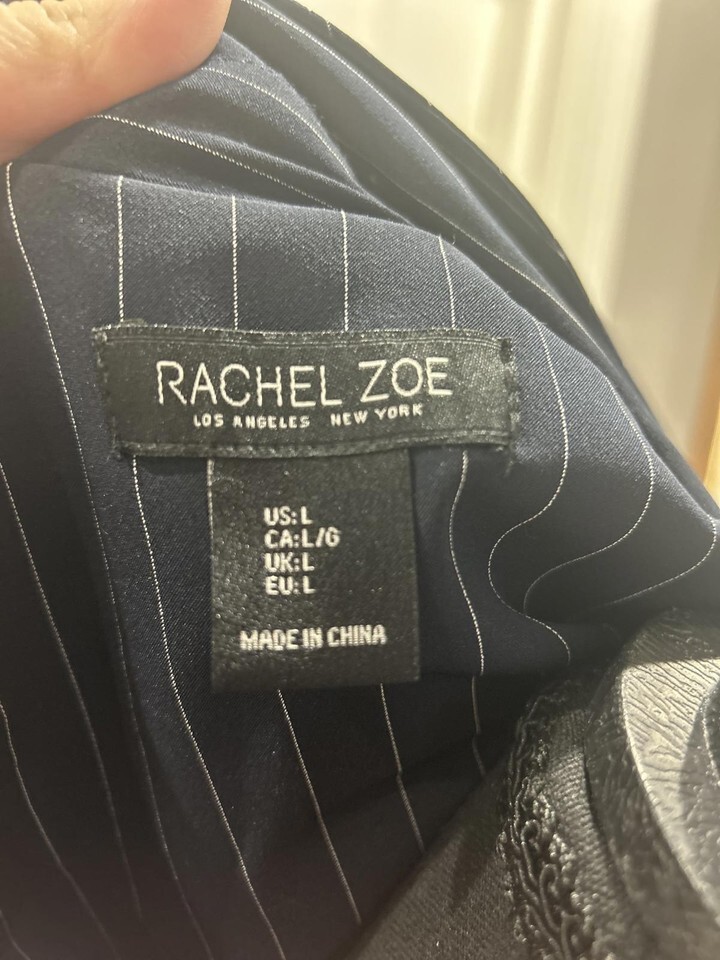 RACHEL ZOE
LOS ANGELES NEW YORK
US: L
CA: L/G
UK: L
EU: L
MADE IN CHINA